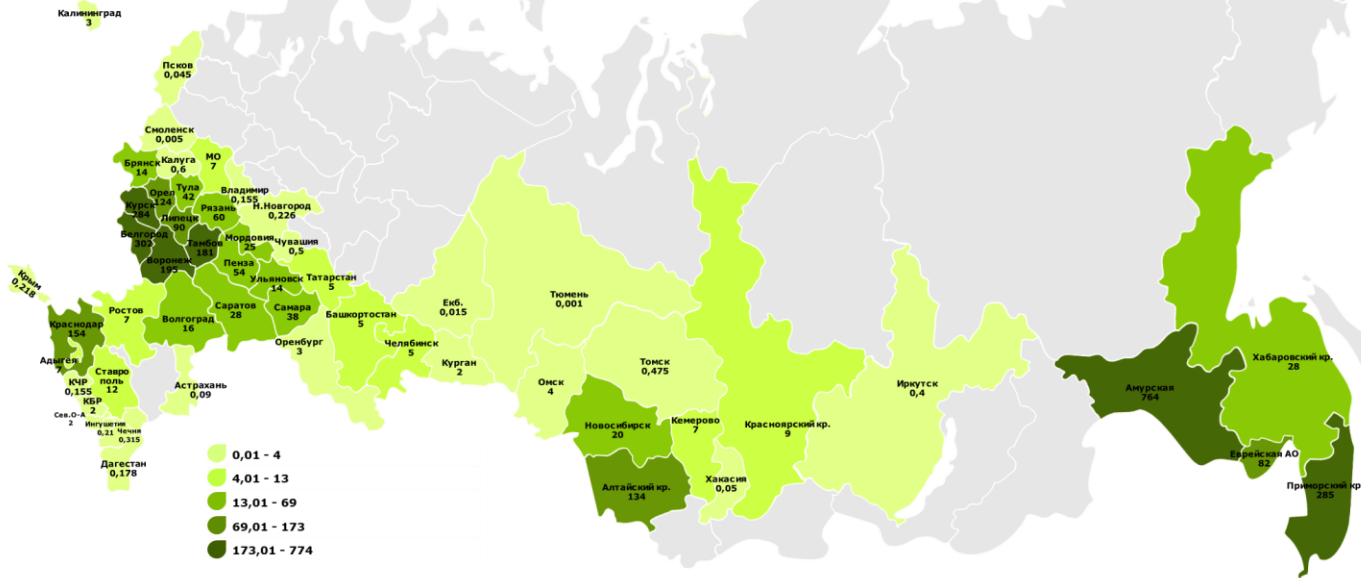 Калининград
3
Псков
0,045
Смоленск
0,005
МО
7
Калуга
0,6
Брянск
14
Владимир
0,155
Тула
42
Орел
124
Н.Новгород
0,226
Рязань
60
Курск
284
Липецк
90
Белгород
302
Тамбов
181
Мордовия
25
Чувашия
0,5
Воронеж
195
Пенза
54
Ульяновск
14
Татарстан
5
Крым
0,218
Ростов
7
Волгоград
16
Саратов
28
Самара
38
Башкортостан
5
Екб.
0,015
Тюмень
0,001
Краснодар
154
Оренбург
3
Челябинск
5
Курган
2
Адыгея
7
Ставро
поль
12
КЧР
0,155
КБР
2
Сев.О-А
2
Ингушетия
0,21
Чечня
0,315
Дагестан
0,178
Астрахань
0,09
Омск
4
Томск
0,475
Новосибирск
20
Кемерово
7
Красноярский кр.
9
Иркутск
0,4
Алтайский кр.
134
Хакасия
0,05
Амурская
764
Хабаровский кр.
28
Еврейская АО
82
Приморский кр
285
0,01 - 4
4,01 - 13
13,01 - 69
69,01 - 173
173,01 - 774